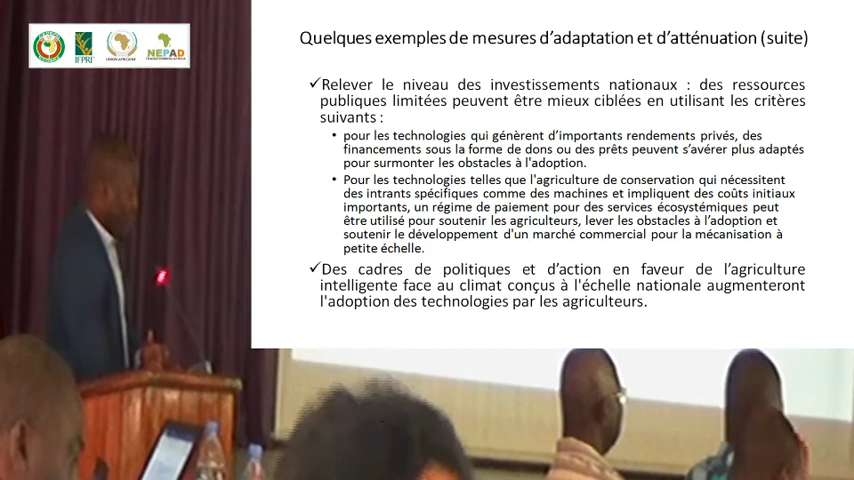 IFPRI
UNION AFRICAINE
NEPAD
TRANSFORMING AFRICA
Quelques exemples de mesures d’adaptation et d’atténuation (suite)
✓Relever le niveau des investissements nationaux : des ressources
publiques limitées peuvent être mieux ciblées en utilisant les critères
suivants :
• pour les technologies qui génèrent d’importants rendements privés, des
financements sous la forme de dons ou des prêts peuvent s’avérer plus adaptés
pour surmonter les obstacles à l'adoption.
• Pour les technologies telles que l'agriculture de conservation qui nécessitent
des intrants spécifiques comme des machines et impliquent des coûts initiaux
importants, un régime de paiement pour des services écosystémiques peut
être utilisé pour soutenir les agriculteurs, lever les obstacles à l’adoption et
soutenir le développement d'un marché commercial pour la mécanisation à
petite échelle.
✓Des cadres de politiques et d’action en faveur de l’agriculture
intelligente face au climat conçus à l'échelle nationale augmenteront
l'adoption des technologies par les agriculteurs.